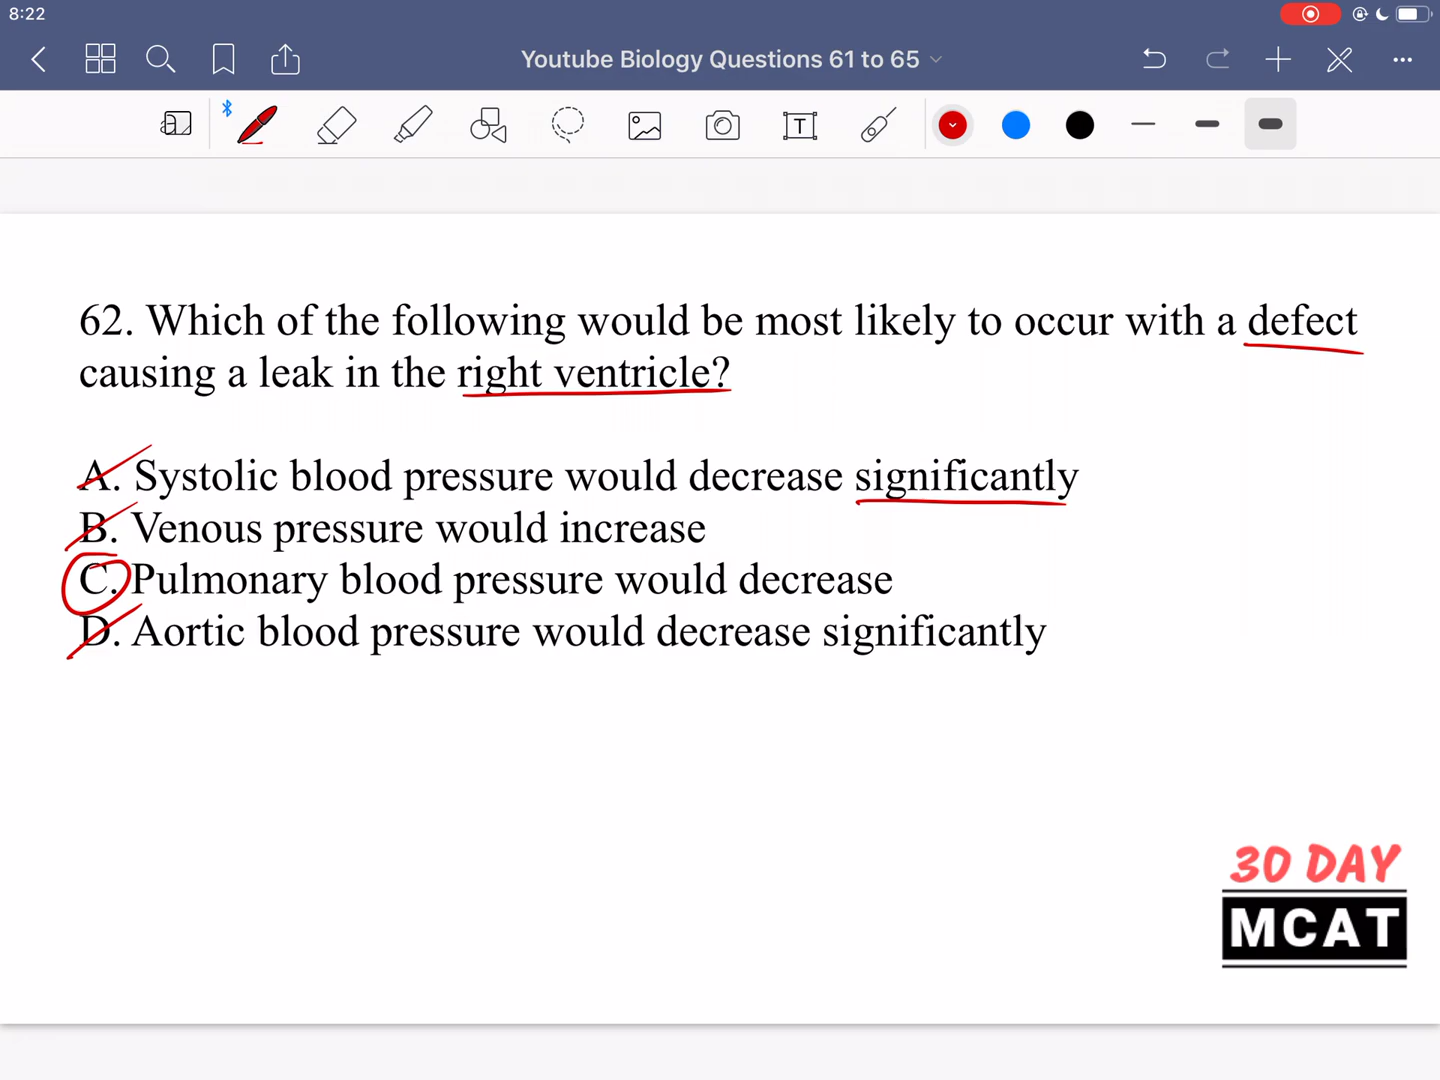 8:22
Youtube Biology Questions 61 to 65
a
T
62. Which of the following would be most likely to occur with a defect
causing a leak in the right ventricle?
A. Systolic blood pressure would decrease significantly
B. Venous pressure would increase
C. Pulmonary blood pressure would decrease
D. Aortic blood pressure would decrease significantly
30 DAY
MCAT